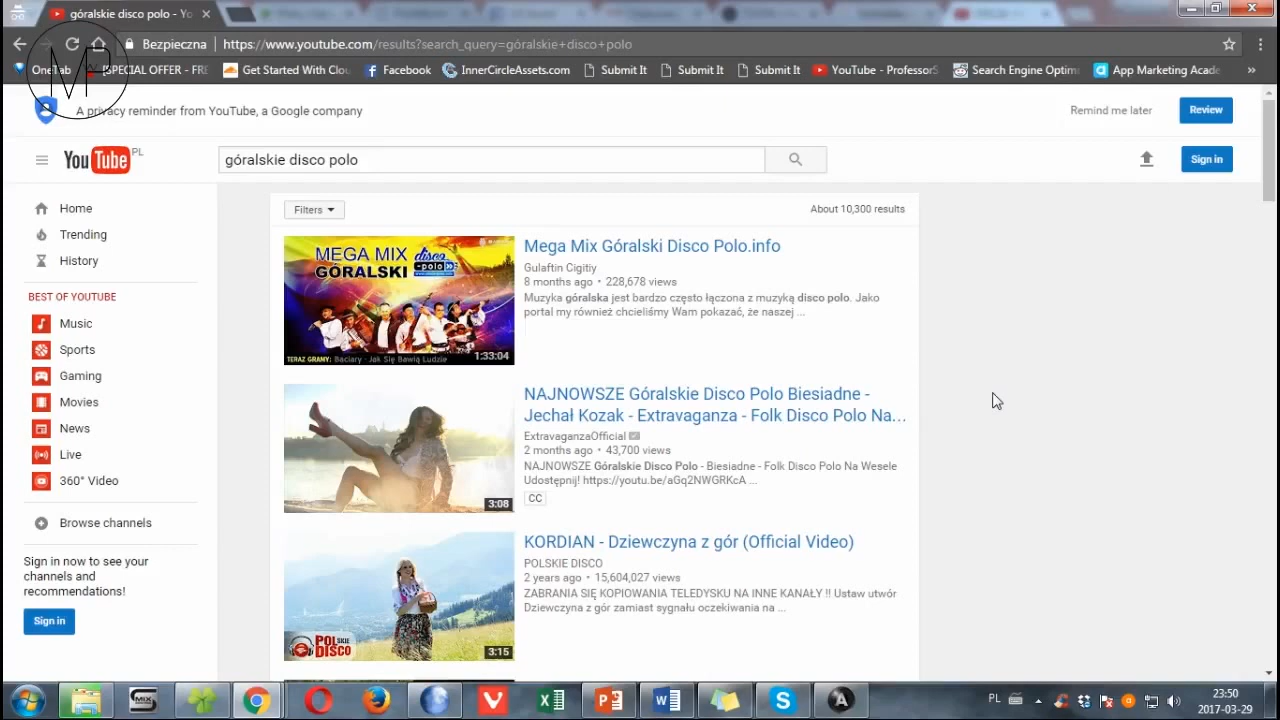 góralskie disco polo - Yo
Bezpieczna
https://www.youtube.com/results?search_query=góralskie+disco+polo
OneTab
[SPECIAL OFFER - FRE
Get Started With Clou
Facebook
InnerCircleAssets.com
Submit It
Submit It
Submit It
YouTube - ProfessorS
Search Engine Optim
App Marketing Acade
»
MP
A privacy reminder from YouTube, a Google company
Remind me later
Review
YouTube PL
góralskie disco polo
Sign in
Home
Trending
History
BEST OF YOUTUBE
Music
Sports
Gaming
Movies
News
Live
360° Video
Browse channels
Sign in now to see your
channels and
recommendations!
Sign in
Filters
About 10,300 results
MEGA MIX
GÓRALSKI
disco
-polo
TERAZ GRAMY: Baciary - Jak Się Bawią Ludzie
1:33:04
Mega Mix Góralski Disco Polo.info
Gulaftin Cigitiy
8 months ago • 228,678 views
Muzyka góralska jest bardzo często łączona z muzyką disco polo. Jako
portal my również chcieliśmy Wam pokazać, że naszej ...
3:08
NAJNOWSZE Góralskie Disco Polo Biesiadne -
Jechał Kozak - Extravaganza - Folk Disco Polo Na...
ExtravaganzaOfficial
2 months ago • 43,700 views
NAJNOWSZE Góralskie Disco Polo - Biesiadne - Folk Disco Polo Na Wesele
Udostępnij! https://youtu.be/aGq2NWGRKcA ...
CC
POLSKIE
DISCO
3:15
KORDIAN - Dziewczyna z gór (Official Video)
POLSKIE DISCO
2 years ago • 15,604,027 views
ZABRANIA SIĘ KOPIOWANIA TELEDYSKU NA INNE KANAŁY !! Ustaw utwór
Dziewczyna z gór zamiast sygnału oczekiwania na ...
MIX
PL
23:50
2017-03-29